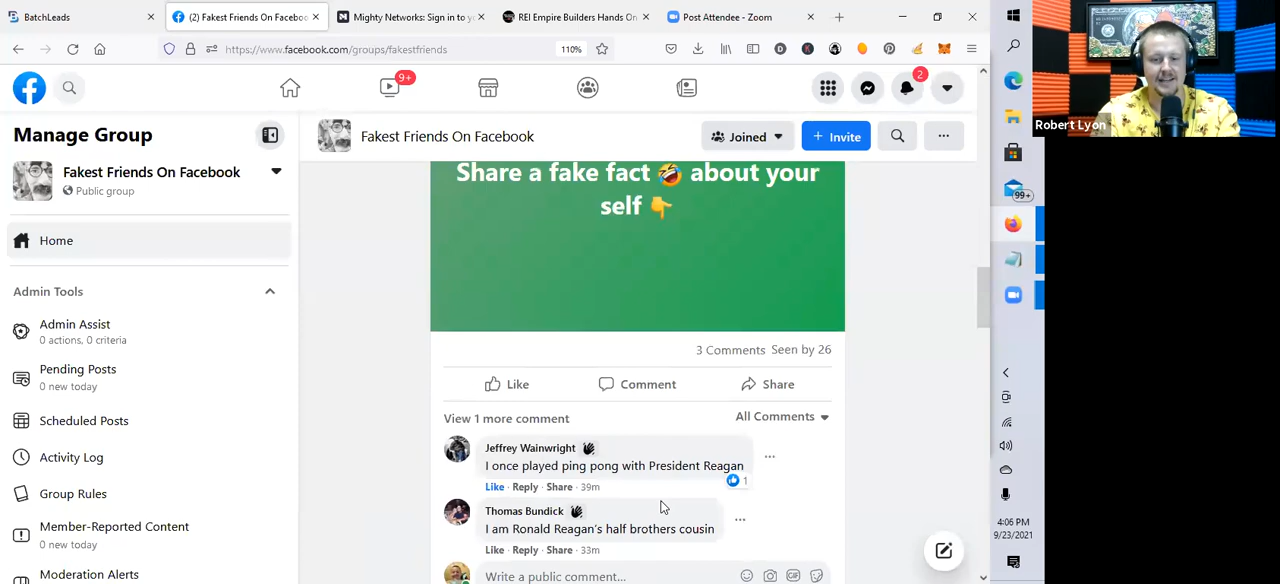 BatchLeads
(2) Fakest Friends On Faceboo
Mighty Networks: Sign in to y
REI Empire Builders Hands On
Post Attendee - Zoom
https://www.facebook.com/groups/fakestfriends
110%
9+
2
Manage Group
Fakest Friends On Facebook
Joined
Invite
Fakest Friends On Facebook
Public group
Home
Admin Tools
Admin Assist
0 actions, 0 criteria
Pending Posts
0 new today
Scheduled Posts
Activity Log
Group Rules
Member-Reported Content
0 new today
Moderation Alerts
Share a fake fact 🤣 about your
self 👇
3 Comments Seen by 26
Like Comment Share
View 1 more comment
All Comments
Jeffrey Wainwright
I once played ping pong with President Reagan
1
Like · Reply · Share · 39m
Thomas Bundick
I am Ronald Reagan's half brothers cousin
Like · Reply · Share · 33m
Write a public comment...
Robert Lyon
99+
4:06 PM
9/23/2021